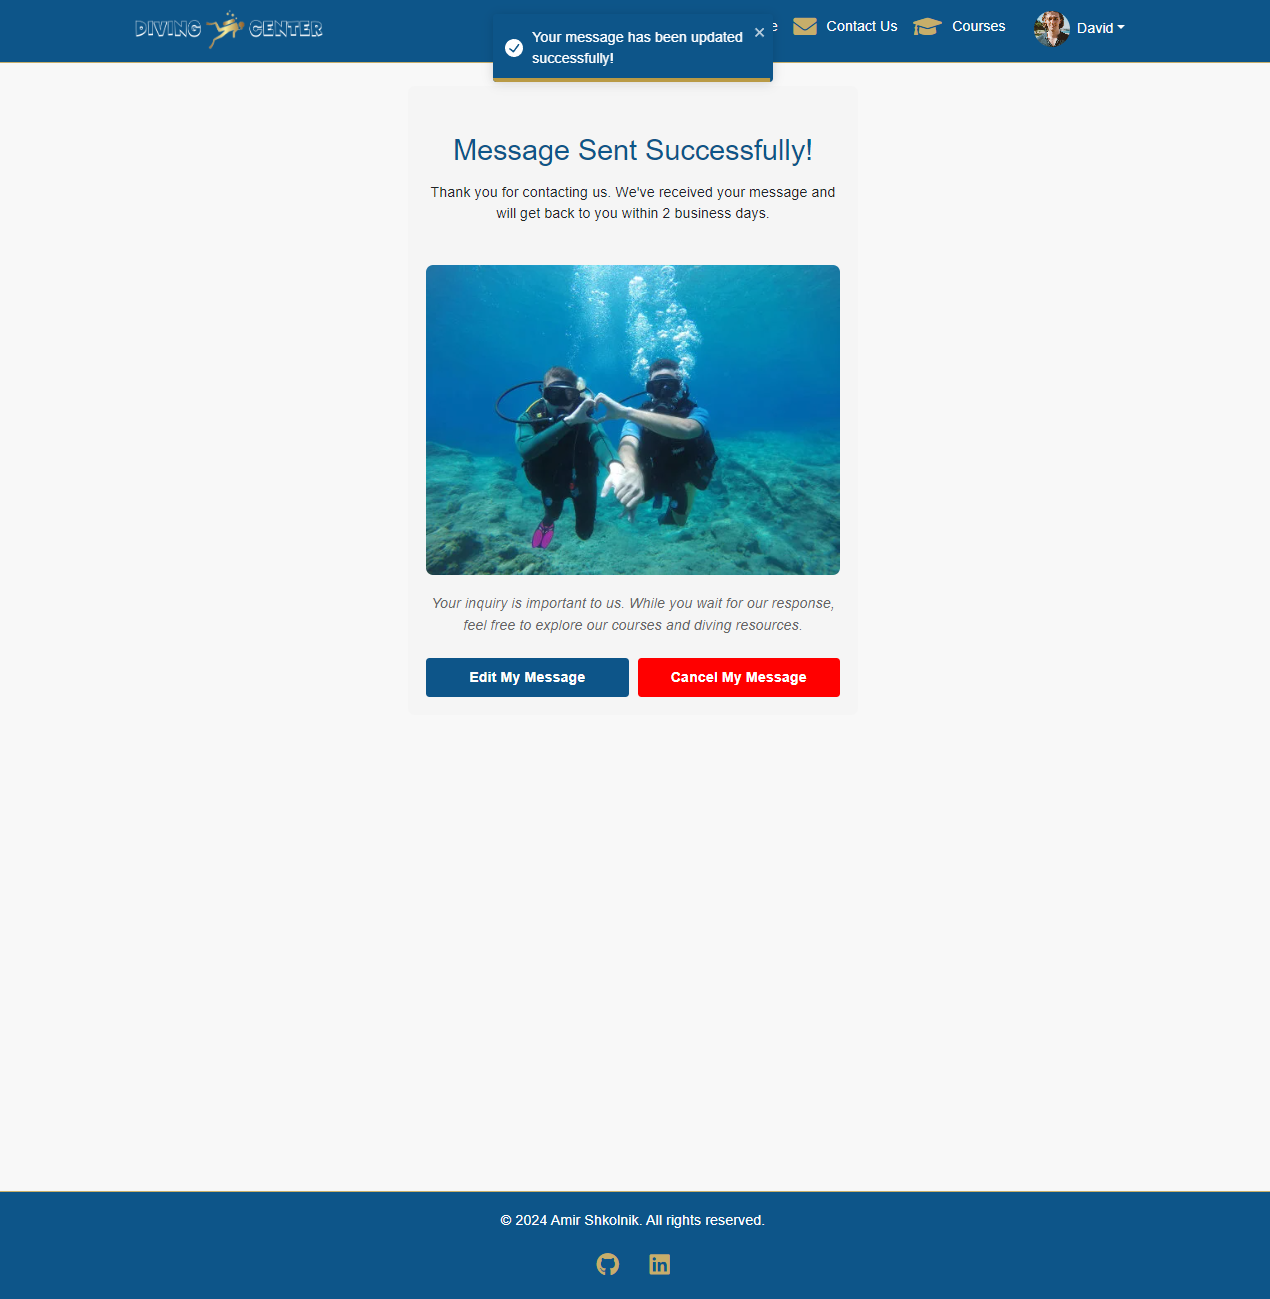 DIVING CENTER
Contact Us
Courses
David
Your message has been updated
successfully!
Message Sent Successfully!
Thank you for contacting us. We've received your message and
will get back to you within 2 business days.
Your inquiry is important to us. While you wait for our response,
feel free to explore our courses and diving resources.
Edit My Message
Cancel My Message
© 2024 Amir Shkolnik. All rights reserved.